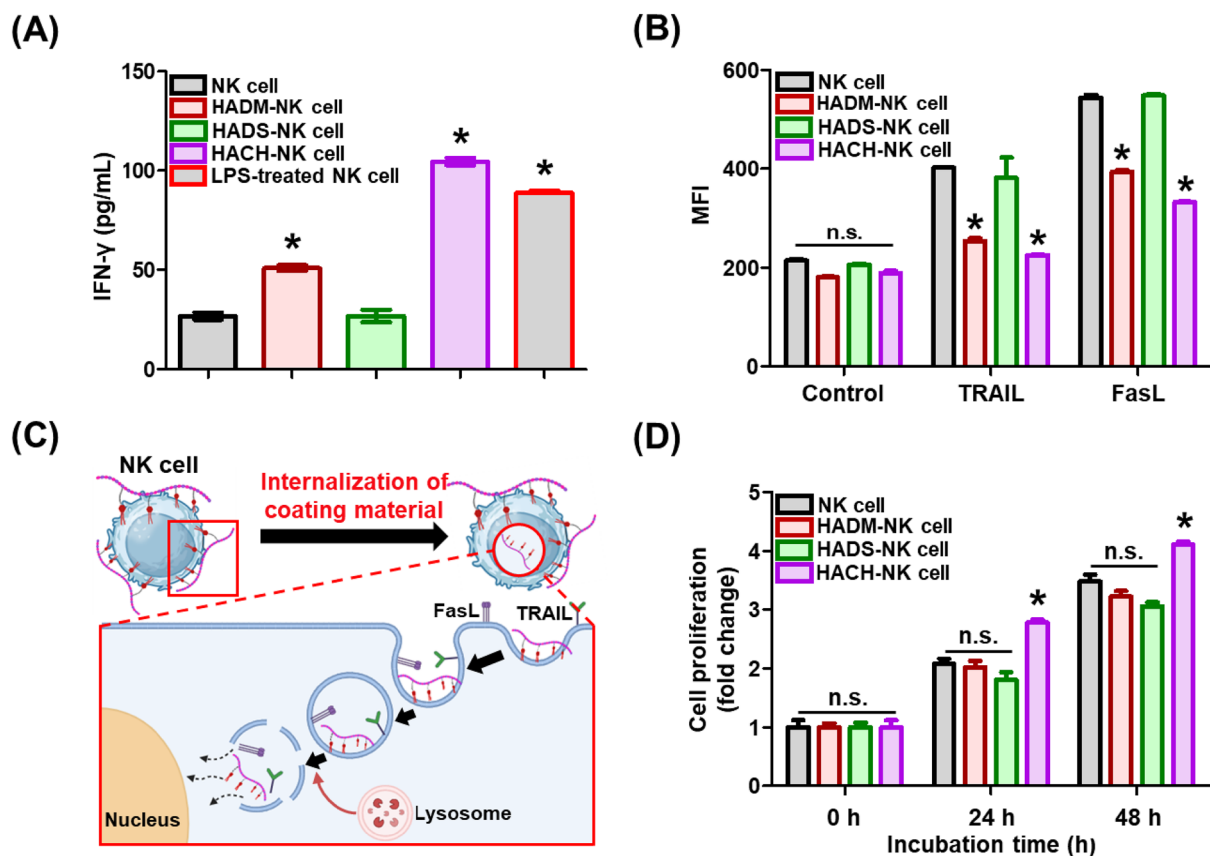 (A)
150
100
50
0
IFN-γ (pg/mL)
NK cell
HADM-NK cell
HADS-NK cell
HACH-NK cell
LPS-treated NK cell
*
*
*
(B)
600
400
200
0
MFI
NK cell
HADM-NK cell
HADS-NK cell
HACH-NK cell
n.s.
*
*
*
*
Control
TRAIL
FasL
(C)
NK cell
Internalization of
coating material
FasL
TRAIL
Nucleus
Lysosome
(D)
5
4
3
2
1
0
Cell proliferation
(fold change)
NK cell
HADM-NK cell
HADS-NK cell
HACH-NK cell
n.s.
n.s.
*
n.s.
*
0 h
24 h
48 h
Incubation time (h)